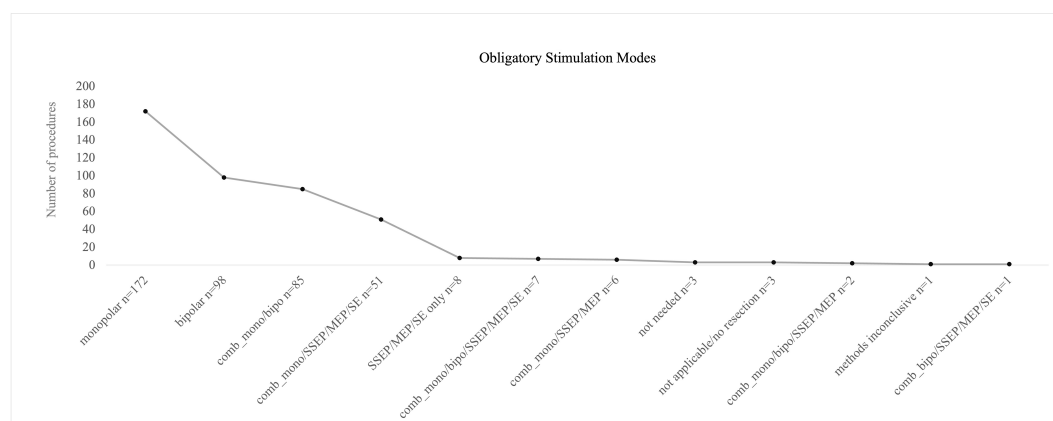 Obligatory Stimulation Modes
Number of procedures
200
180
160
140
120
100
80
60
40
20
0
monopolar n=172
bipolar n=98
comb_mono/bipo n=85
comb_mono/SSEP/MEP/SE n=51
SSEP/MEP/SE only n=8
comb_mono/bipo/SSEP/MEP/SE n=7
comb_mono/SSEP/MEP n=6
not needed n=3
not applicable/no resection n=3
comb_mono/bipo/SSEP/MEP n=2
methods inconclusive n=1
comb_bipo/SSEP/MEP/SE n=1